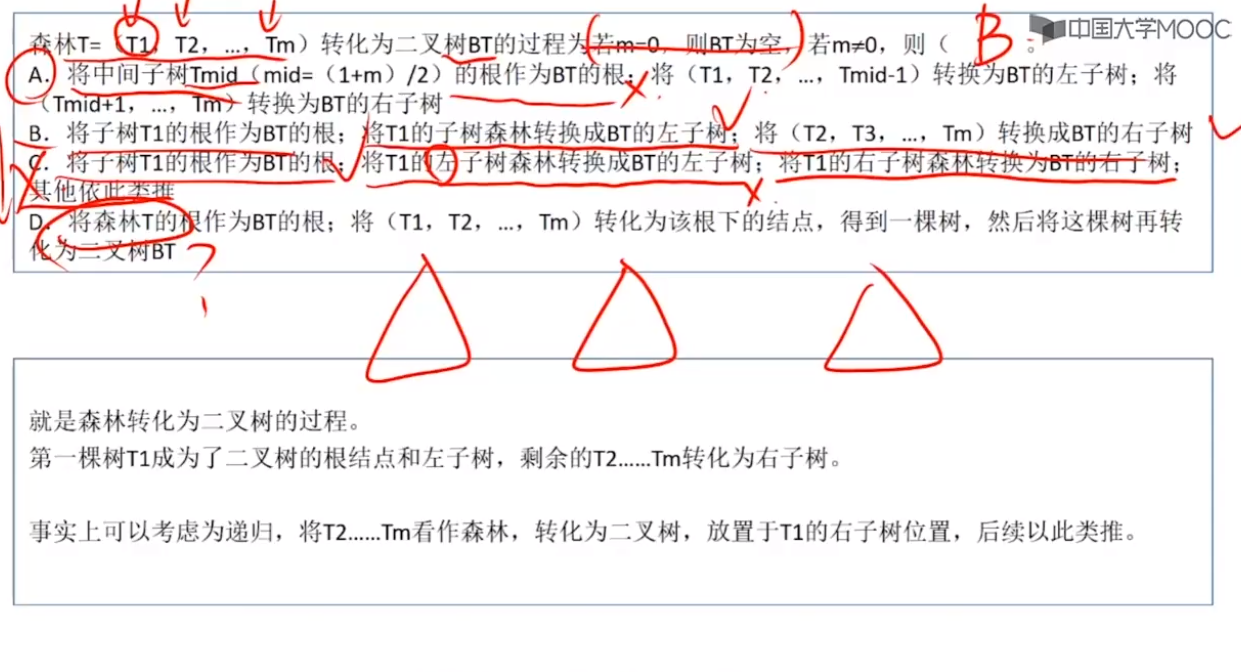 中国大学MOOC
森林T=（T1，T2，…，Tm）转化为二叉树BT的过程为若m=0，则BT为空，若m≠0，则（ B 。
A．将中间子树Tmid（mid=（1+m）/2）的根作为BT的根；将（T1，T2，…，Tmid-1）转换为BT的左子树；将
（Tmid+1，…，Tm）转换为BT的右子树
B．将子树T1的根作为BT的根；将T1的子树森林转换成BT的左子树；将（T2，T3，…，Tm）转换成BT的右子树
C．将子树T1的根作为BT的根；将T1的左子树森林转换成BT的左子树；将T1的右子树森林转换为BT的右子树；
其他依此类推
D．将森林T的根作为BT的根；将（T1，T2，…，Tm）转化为该根下的结点，得到一棵树，然后将这棵树再转
化为二叉树BT ?
就是森林转化为二叉树的过程。
第一棵树T1成为了二叉树的根结点和左子树，剩余的T2……Tm转化为右子树。
事实上可以考虑为递归，将T2……Tm看作森林，转化为二叉树，放置于T1的右子树位置，后续以此类推。